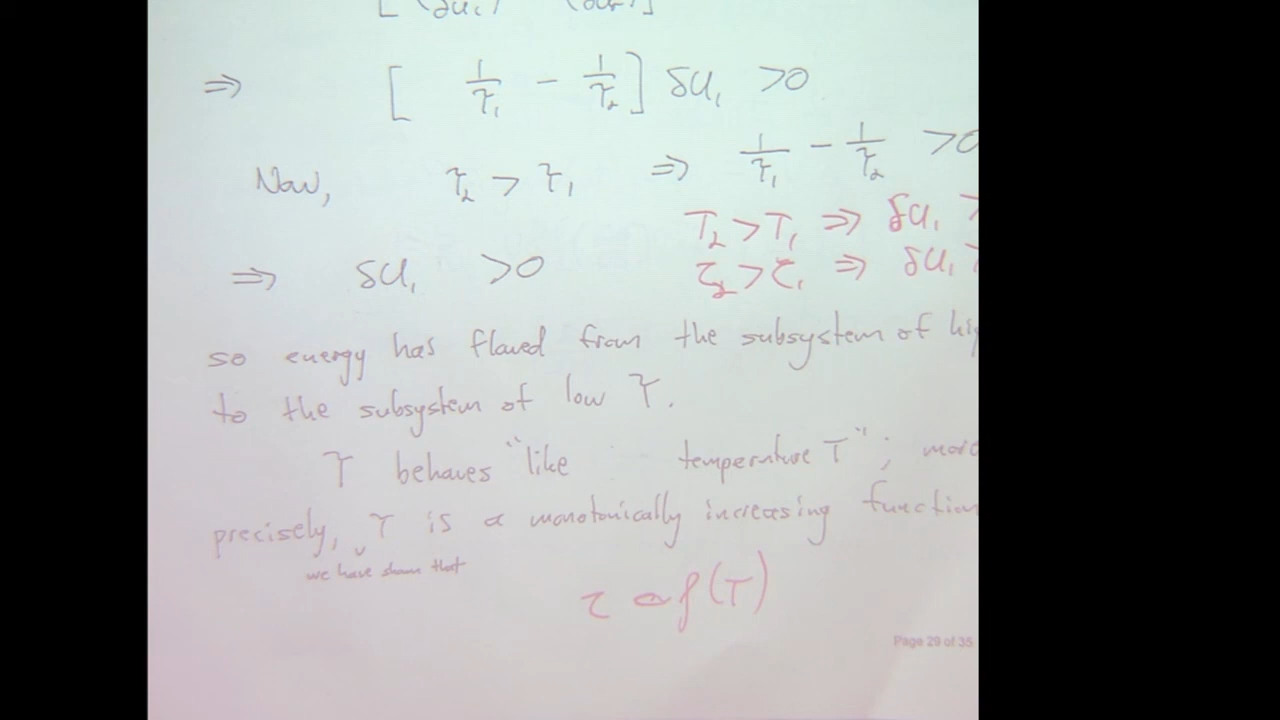 ⇒ [ 1/τ₁ − 1/τ₂ ] δU₁ >0
Now, τ₂ > τ₁ ⇒ 1/τ₁ − 1/τ₂ >0
T₂ > T₁ ⇒ δU₁ >
τ₂ > τ₁ ⇒ δU₁ >
⇒ δU₁ >0
so energy has flowed from the subsystem of
to the subsystem of low τ.
τ behaves "like temperature T"; more
precisely, τ is a monotonically increasing function
we have shown that
τ = f(T)
Page 29 of 35